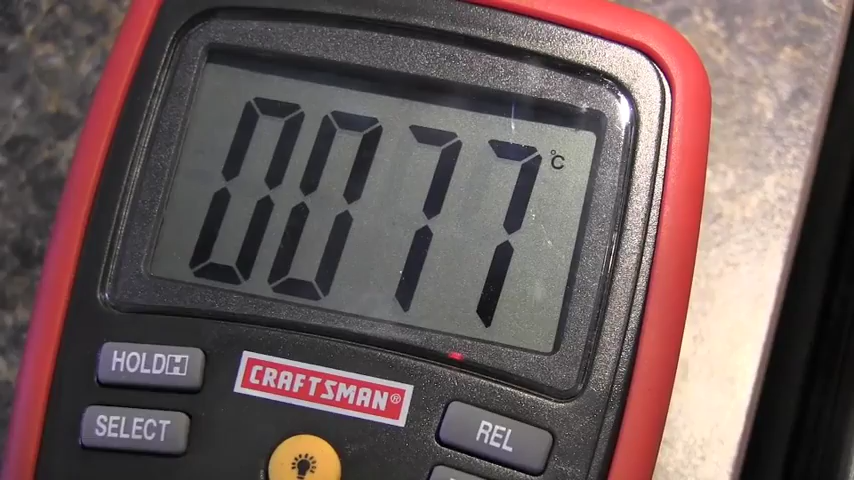 0077 °C
HOLD H
CRAFTSMAN®
SELECT
REL